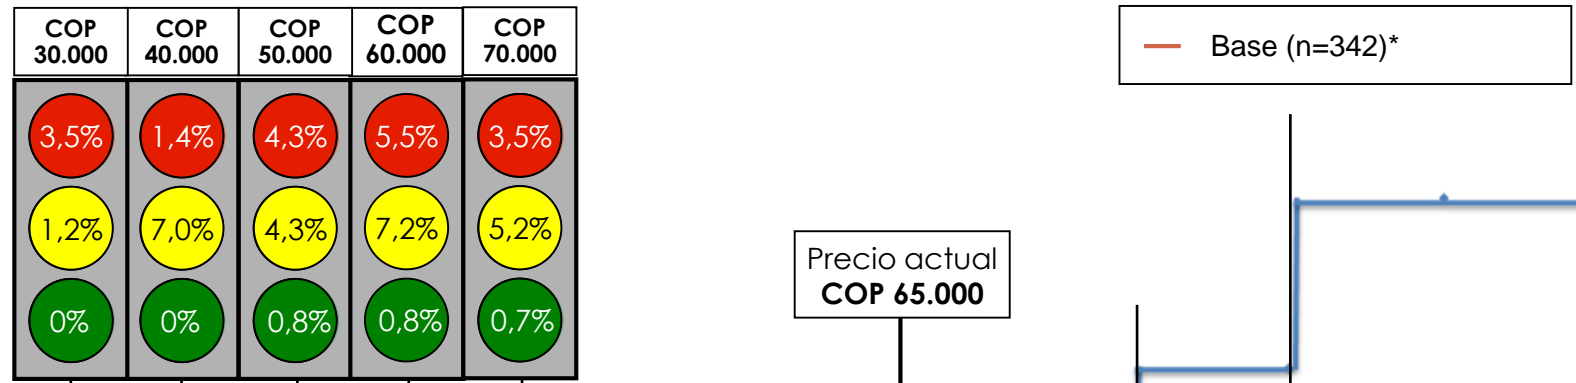 COP COP COP COP COP
30.000 40.000 50.000 60.000 70.000
3,5% 1,4% 4,3% 5,5% 3,5%
1,2% 7,0% 4,3% 7,2% 5,2%
0% 0% 0,8% 0,8% 0,7%
Base (n=342)*
Precio actual
COP 65.000